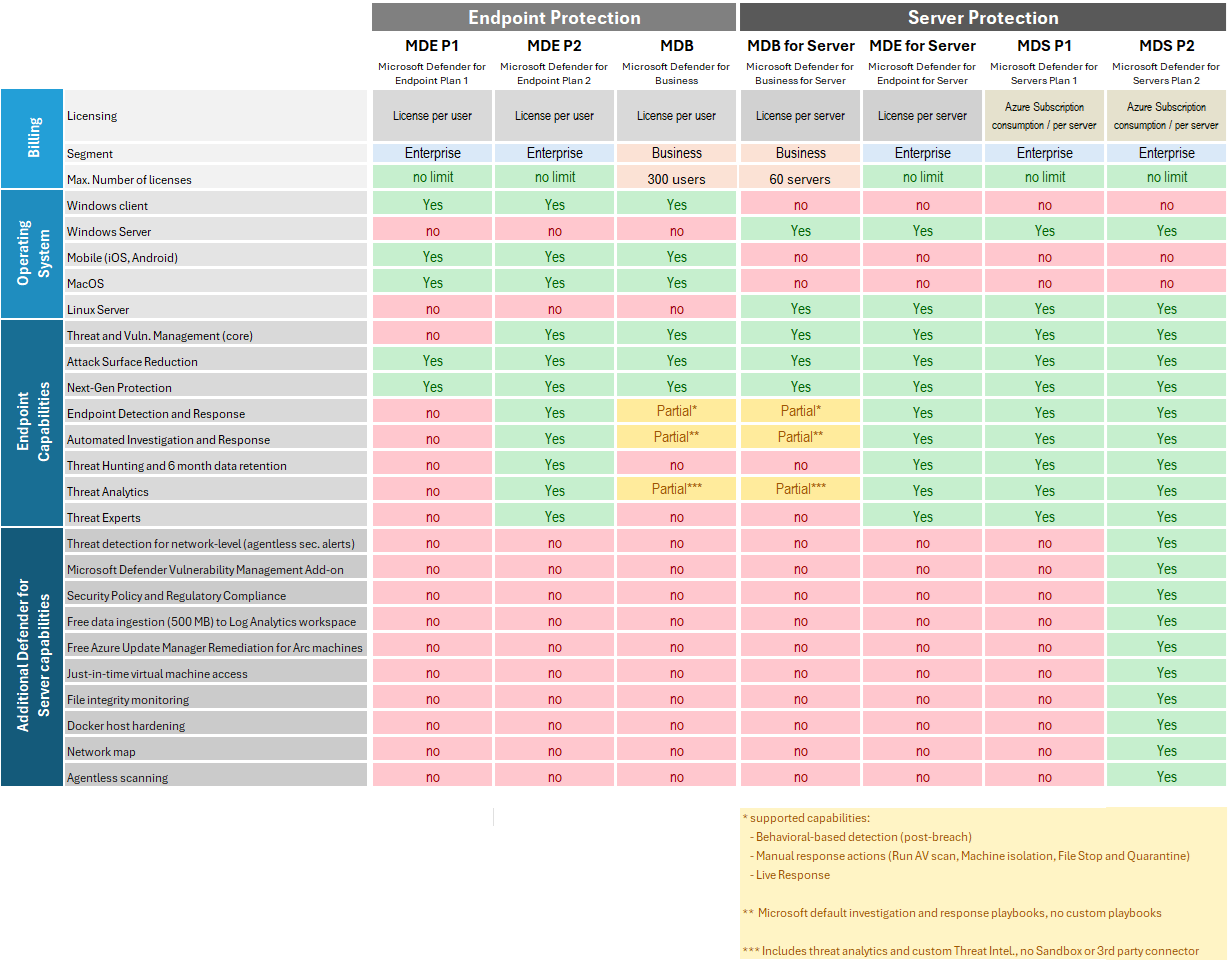 Endpoint Protection Server Protection
MDE P1 MDE P2 MDB MDB for Server MDE for Server MDS P1 MDS P2
Microsoft Defender for Microsoft Defender for Microsoft Defender for Microsoft Defender for Microsoft Defender for Microsoft Defender for Microsoft Defender for
Endpoint Plan 1 Endpoint Plan 2 Business Business for Server Endpoint for Server Servers Plan 1 Servers Plan 2
Billing
Licensing License per user License per user License per user License per server License per server Azure Subscription consumption / per server Azure Subscription consumption / per server
Segment Enterprise Enterprise Business Business Enterprise Enterprise Enterprise
Max. Number of licenses no limit no limit 300 users 60 servers no limit no limit no limit
Operating
System
Windows client Yes Yes Yes no no no no
Windows Server no no no Yes Yes Yes Yes
Mobile (iOS, Android) Yes Yes Yes no no no no
MacOS Yes Yes Yes no no no no
Linux Server no no no Yes Yes Yes Yes
Endpoint
Capabilities
Threat and Vuln. Management (core) no Yes Yes Yes Yes Yes Yes
Attack Surface Reduction Yes Yes Yes Yes Yes Yes Yes
Next-Gen Protection Yes Yes Yes Yes Yes Yes Yes
Endpoint Detection and Response no Yes Partial* Partial* Yes Yes Yes
Automated Investigation and Response no Yes Partial** Partial** Yes Yes Yes
Threat Hunting and 6 month data retention no Yes no no Yes Yes Yes
Threat Analytics no Yes Partial*** Partial*** Yes Yes Yes
Threat Experts no Yes no no Yes Yes Yes
Additional Defender for
Server capabilities
Threat detection for network-level (agentless sec. alerts) no no no no no no Yes
Microsoft Defender Vulnerability Management Add-on no no no no no no Yes
Security Policy and Regulatory Compliance no no no no no no Yes
Free data ingestion (500 MB) to Log Analytics workspace no no no no no no Yes
Free Azure Update Manager Remediation for Arc machines no no no no no no Yes
Just-in-time virtual machine access no no no no no no Yes
File integrity monitoring no no no no no no Yes
Docker host hardening no no no no no no Yes
Network map no no no no no no Yes
Agentless scanning no no no no no no Yes
* supported capabilities:
- Behavioral-based detection (post-breach)
- Manual response actions (Run AV scan, Machine isolation, File Stop and Quarantine)
- Live Response
** Microsoft default investigation and response playbooks, no custom playbooks
*** Includes threat analytics and custom Threat Intel., no Sandbox or 3rd party connector